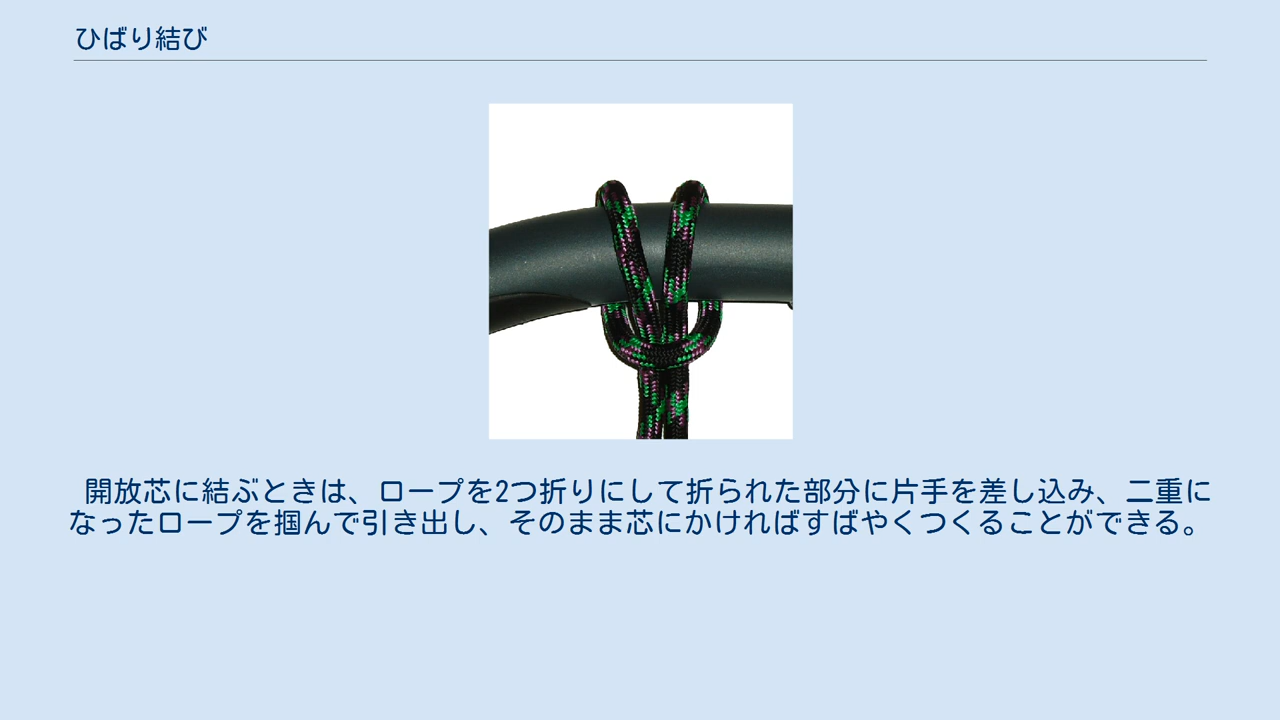 ひばり結び
開放芯に結ぶときは、ロープを2つ折りにして折られた部分に片手を差し込み、二重に
なったロープを掴んで引き出し、そのまま芯にかければすばやくつくることができる。